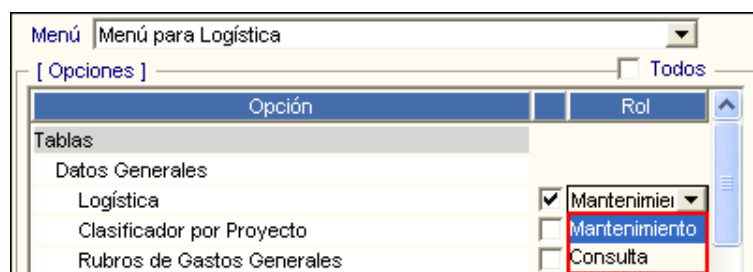 Menú Menú para Logística
[ Opciones ] Todos
Opción Rol
Tablas
Datos Generales
Logística Mantenimier
Clasificador por Proyecto Mantenimiento
Rubros de Gastos Generales Consulta